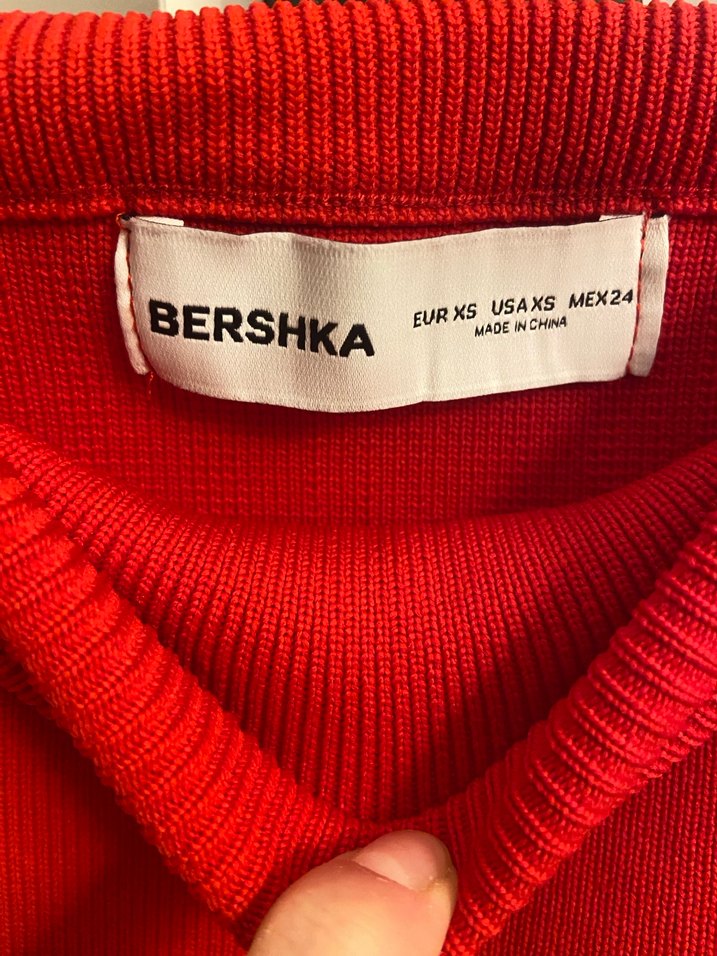 BERSHKA
EUR XS USA XS MEX 24
MADE IN CHINA